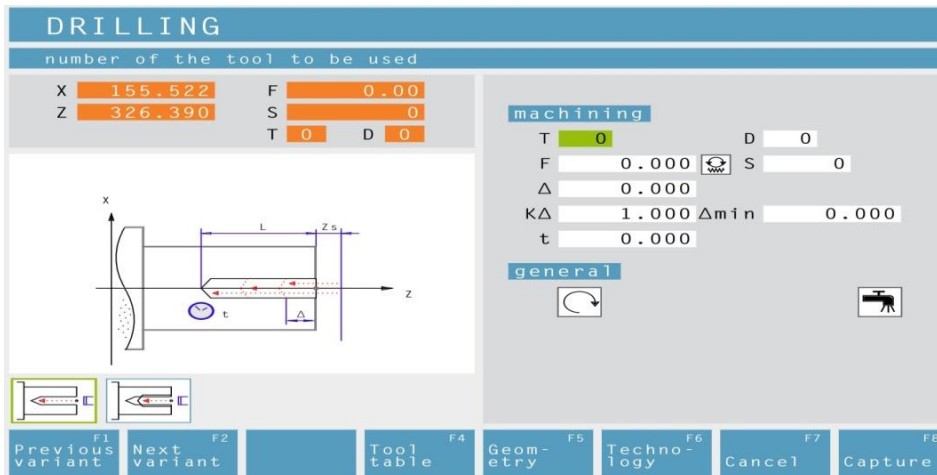 DRILLING
number of the tool to be used
X 155.522 F 0.00
Z 326.390 S 0
T 0 D 0
machining
T 0 D 0
F 0.000 S 0
Δ 0.000
KΔ 1.000 Δmin 0.000
t 0.000
general
X
L Zs
Z
t
Δ
F1 Previous variant
F2 Next variant
F4 Tool table
F5 Geom-etry
F6 Techno-logy
F7 Cancel
F8 Capture